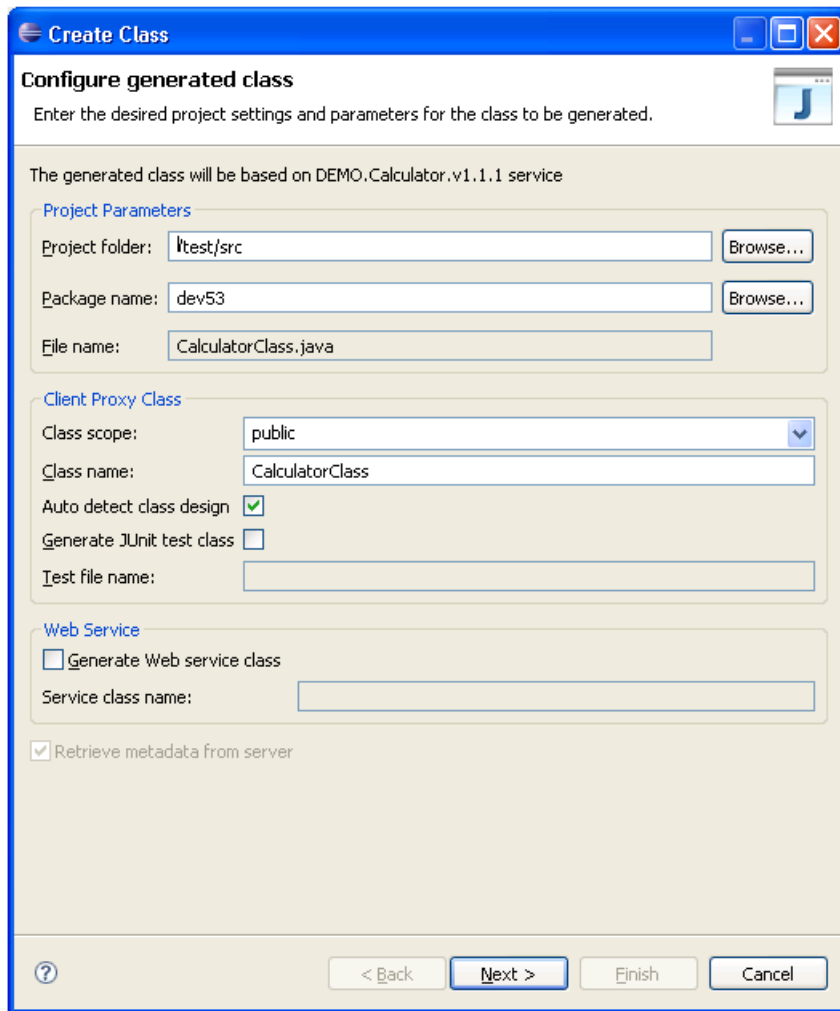 Create Class
Configure generated class
Enter the desired project settings and parameters for the class to be generated.
J
The generated class will be based on DEMO.Calculator.v1.1.1 service
Project Parameters
Project folder: /test/src Browse...
Package name: dev53 Browse...
File name: CalculatorClass.java
Client Proxy Class
Class scope: public
Class name: CalculatorClass
Auto detect class design
Generate JUnit test class
Test file name:
Web Service
Generate Web service class
Service class name:
Retrieve metadata from server
? < Back Next > Finish Cancel